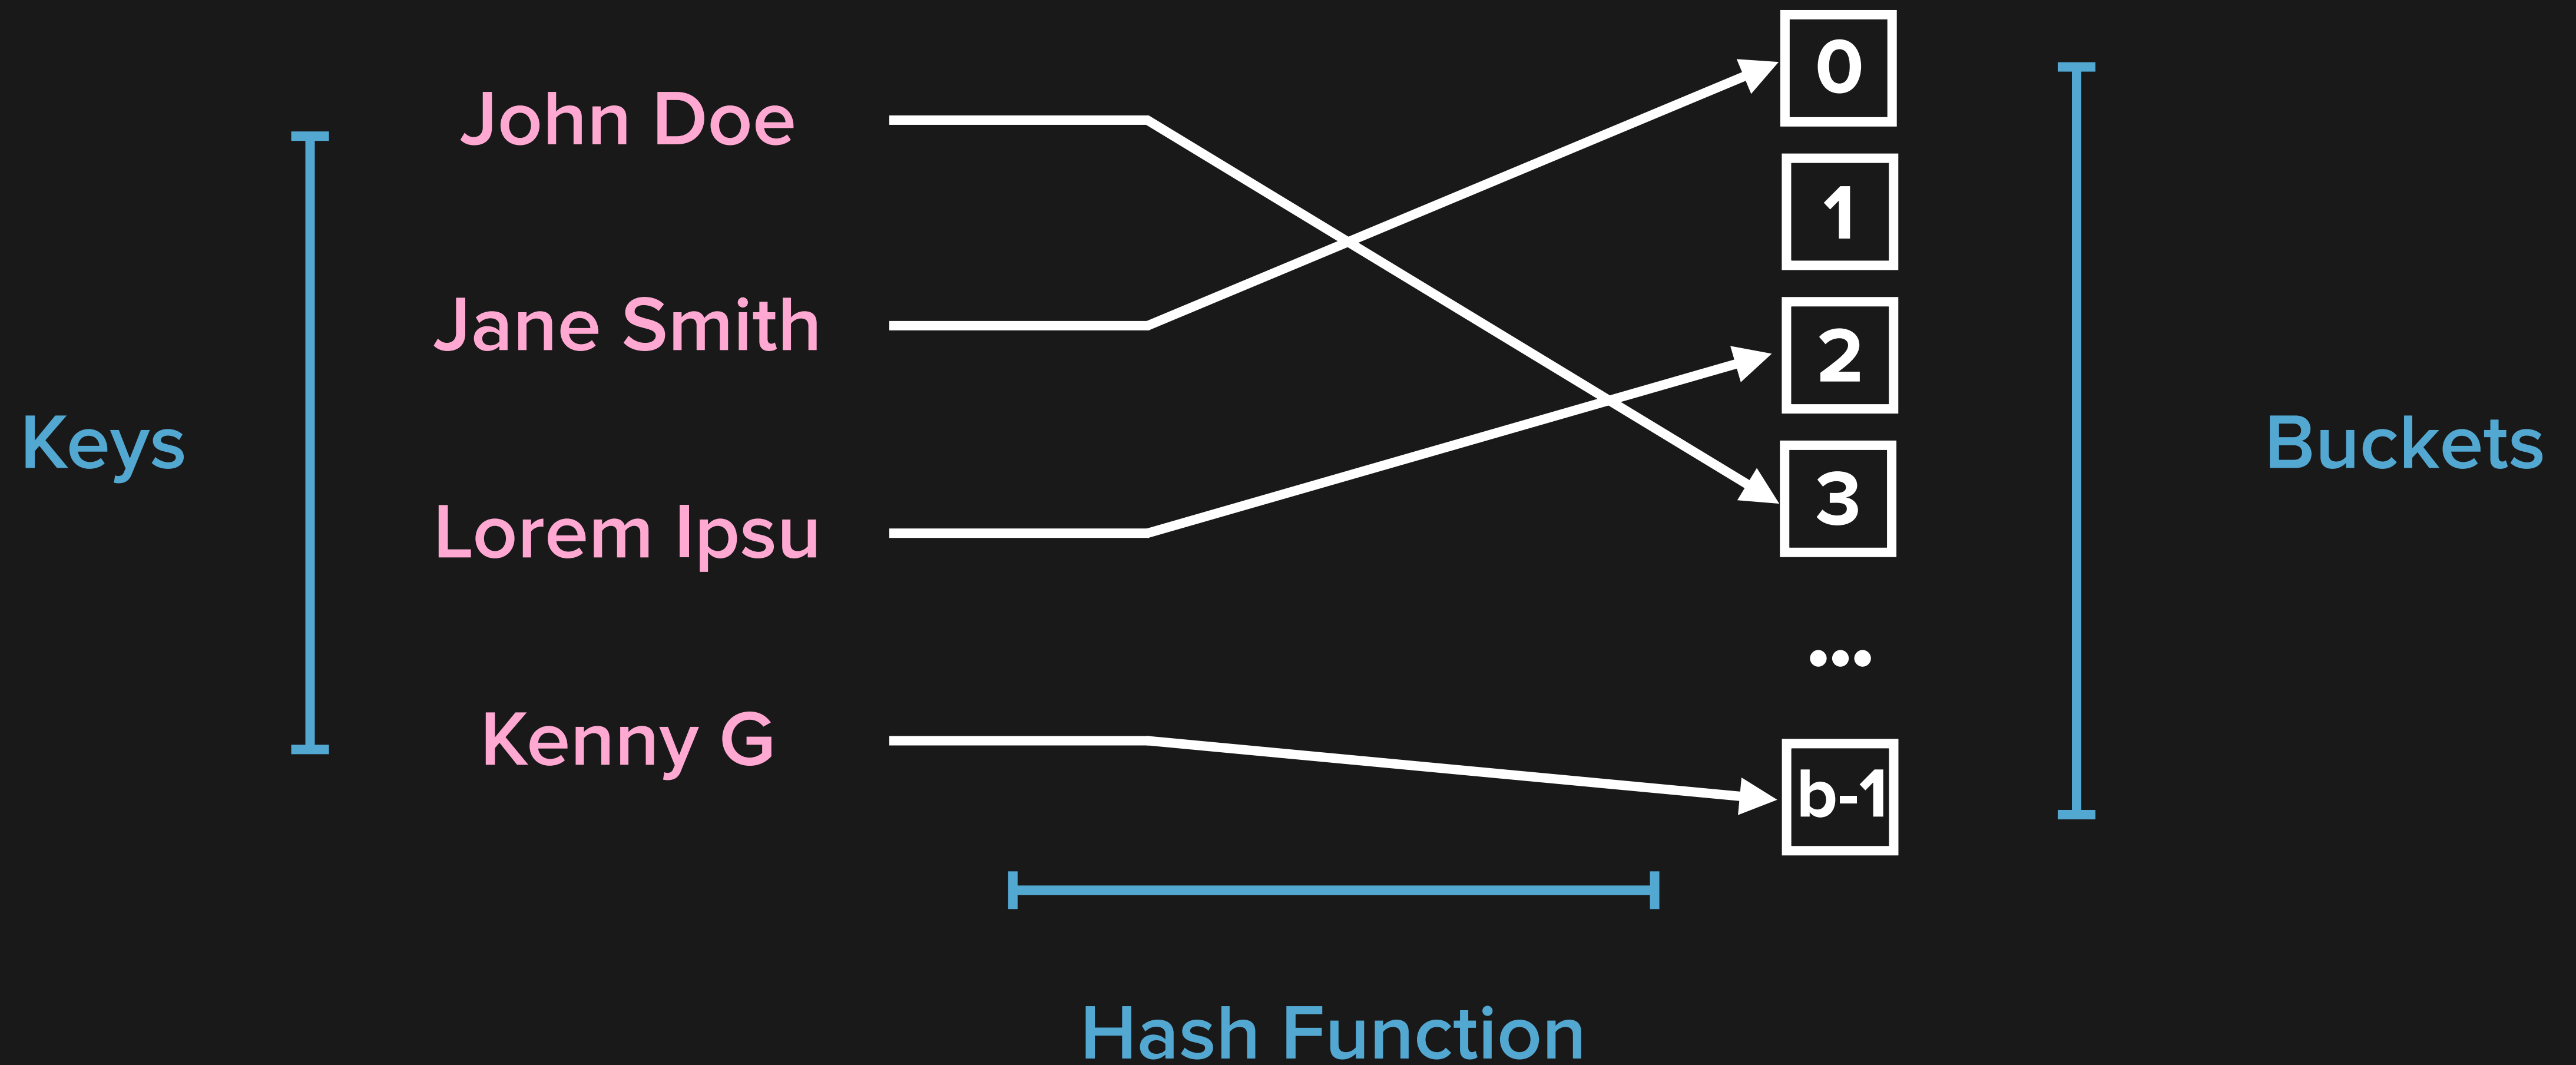 Keys
John Doe
Jane Smith
Lorem Ipsu
Kenny G
0
1
2
3
...
b-1
Buckets
Hash Function